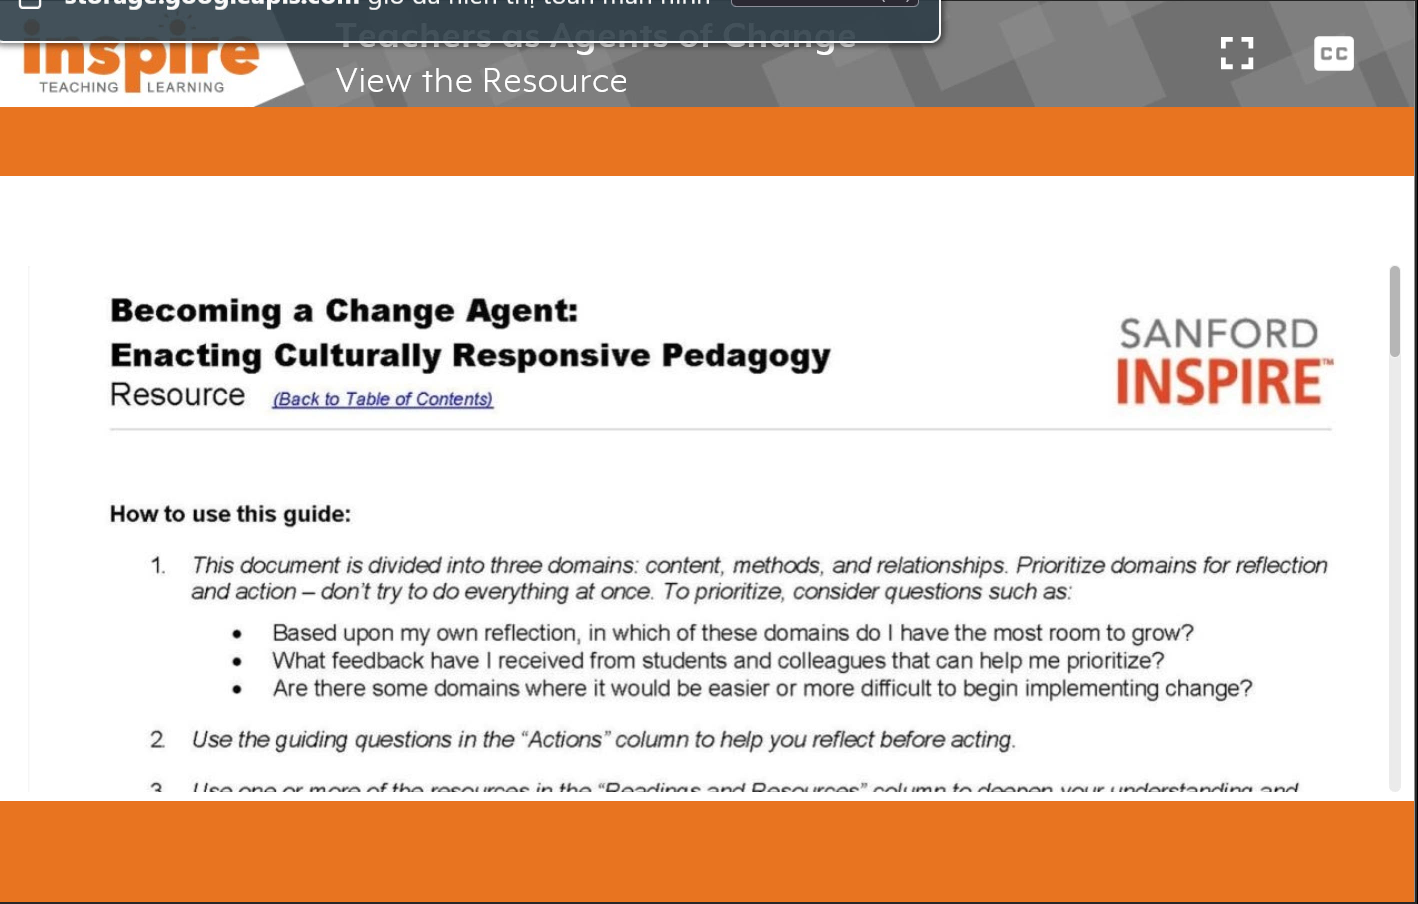 storage.googleapis.com giờ đã hiển thị toàn màn hình
Teachers as Agents of Change
inspire
TEACHING LEARNING
View the Resource
CC
Becoming a Change Agent:
Enacting Culturally Responsive Pedagogy
Resource (Back to Table of Contents)
SANFORD
INSPIRE™
How to use this guide:
1. This document is divided into three domains: content, methods, and relationships. Prioritize domains for reflection
and action – don't try to do everything at once. To prioritize, consider questions such as:
• Based upon my own reflection, in which of these domains do I have the most room to grow?
• What feedback have I received from students and colleagues that can help me prioritize?
• Are there some domains where it would be easier or more difficult to begin implementing change?
2. Use the guiding questions in the “Actions” column to help you reflect before acting.
3. Use one or more of the resources in the “Readings and Resources” column to deepen your understanding and